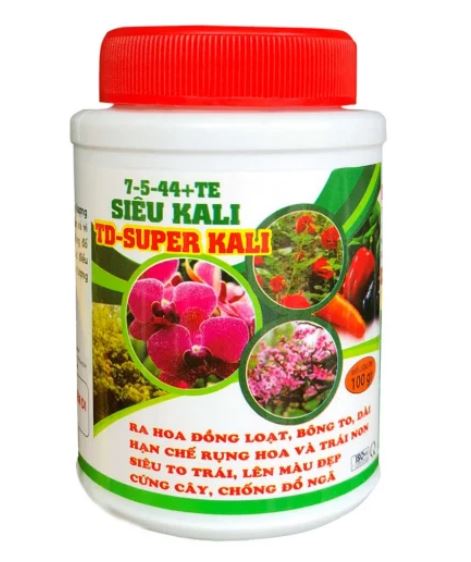 7-5-44+TE
SIÊU KALI
TD-SUPER KALI
100 gr
RA HOA ĐỒNG LOẠT, BÔNG TO, DÀI
HẠN CHẾ RỤNG HOA VÀ TRÁI NON
SIÊU TO TRÁI, LÊN MÀU ĐẸP
CỨNG CÂY, CHỐNG ĐỔ NGÃ